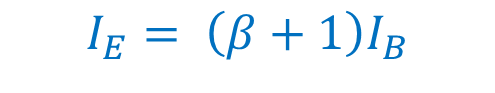 I_E = (β + 1)I_B